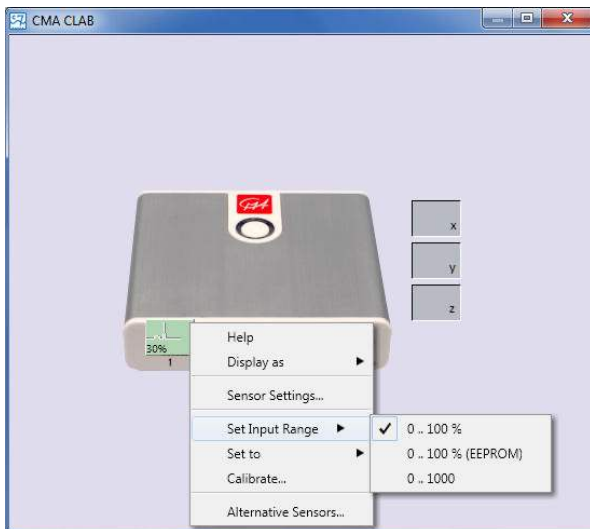 CMA CLAB
CMA
x
y
z
30%
1
Help
Display as
Sensor Settings...
Set Input Range
0 .. 100 %
Set to
0 .. 100 % (EEPROM)
Calibrate...
0 .. 1000
Alternative Sensors...